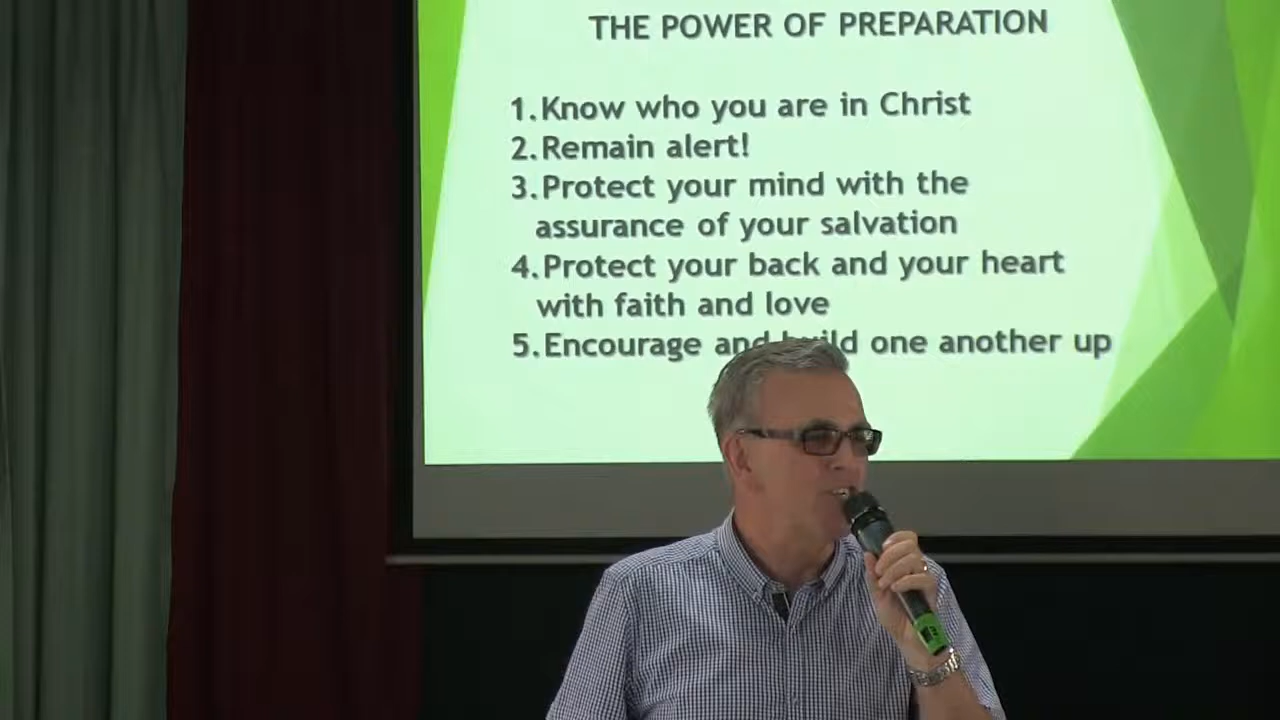 THE POWER OF PREPARATION
1.Know who you are in Christ
2.Remain alert!
3.Protect your mind with the
assurance of your salvation
4.Protect your back and your heart
with faith and love
5.Encourage and build one another up